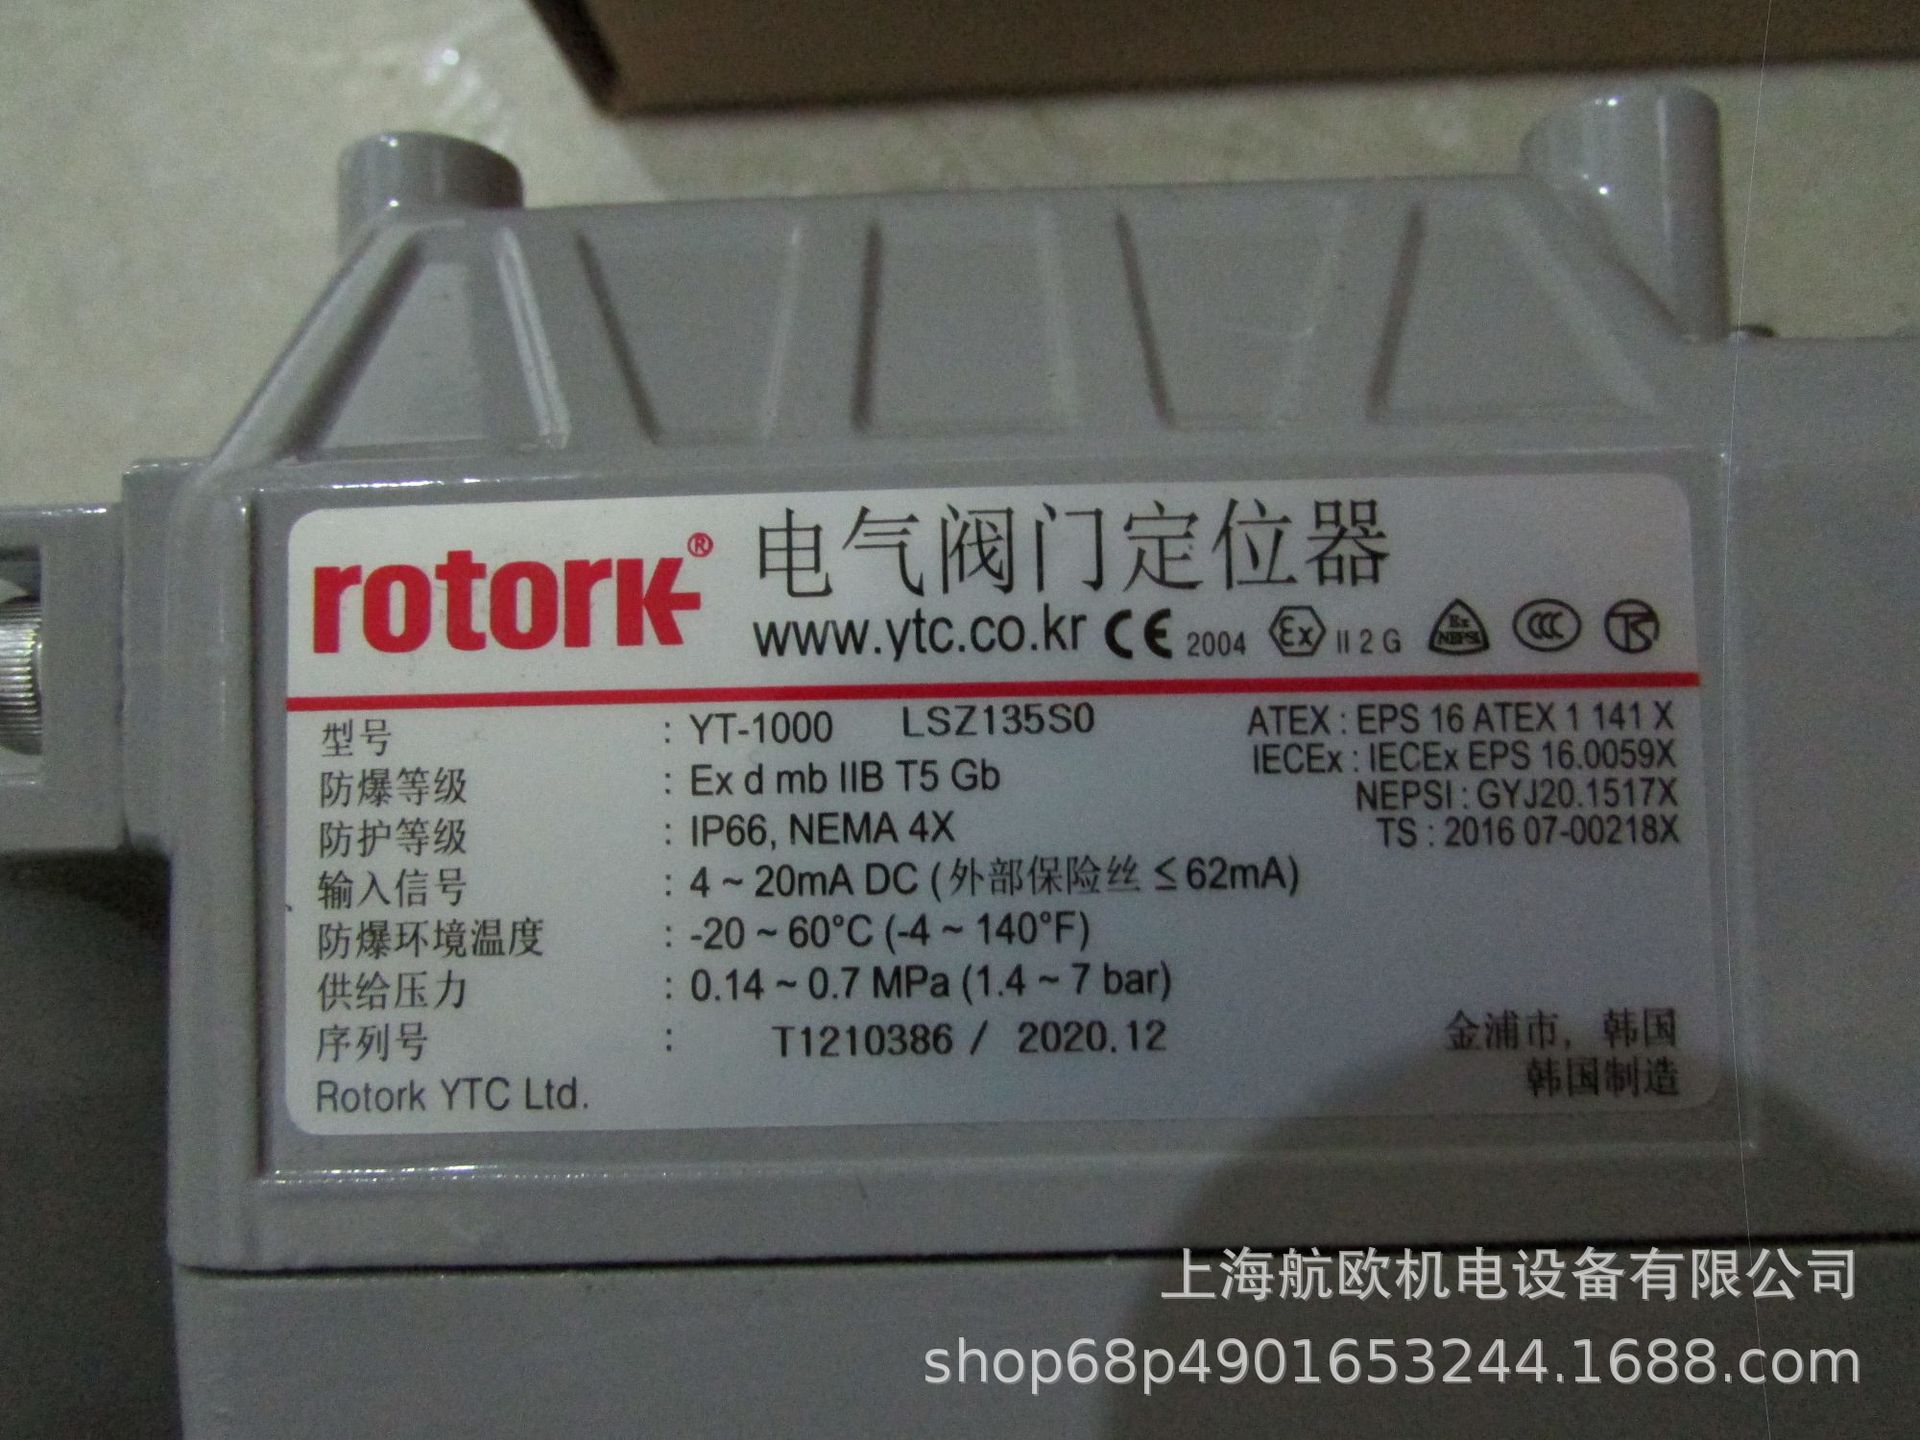 rotork® 电气阀门定位器
www.ytc.co.kr CE 2004 Ex II 2 G Ex NEPSI CCC TS
型号 : YT-1000 LSZ135S0 ATEX : EPS 16 ATEX 1 141 X
IECEx : IECEx EPS 16.0059X
防爆等级 : Ex d mb IIB T5 Gb
NEPSI : GYJ20.1517X
防护等级 : IP66, NEMA 4X
TS : 2016 07-00218X
输入信号 : 4 ~ 20mA DC (外部保险丝 ≤ 62mA)
防爆环境温度 : -20 ~ 60°C (-4 ~ 140°F)
供给压力 : 0.14 ~ 0.7 MPa (1.4 ~ 7 bar)
序列号 : T1210386 / 2020.12
金浦市, 韩国
Rotork YTC Ltd. 韩国制造
上海航欧机电设备有限公司
shop68p4901653244.1688.com